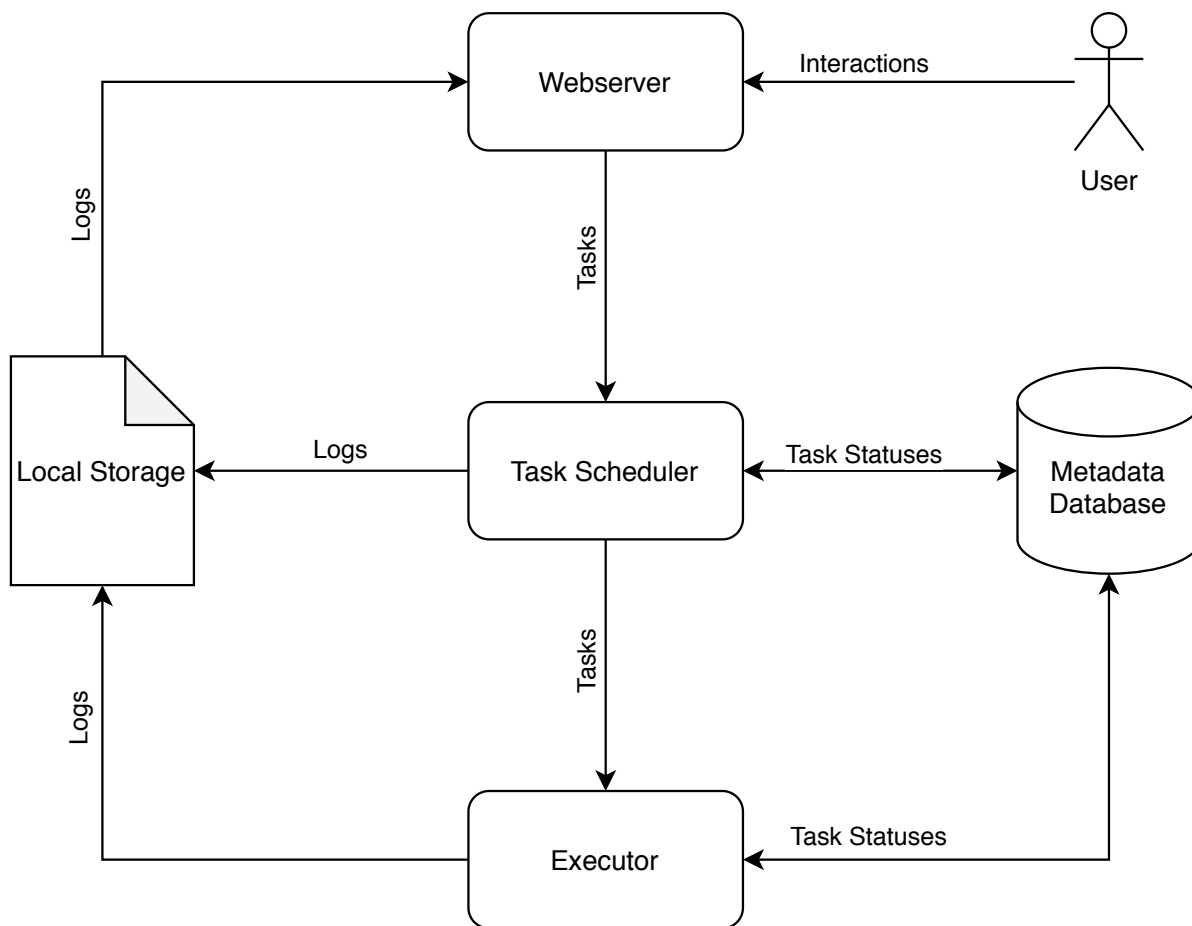 Webserver
Interactions
User
Logs
Tasks
Local Storage
Logs
Task Scheduler
Task Statuses
Metadata
Database
Logs
Tasks
Executor
Task Statuses